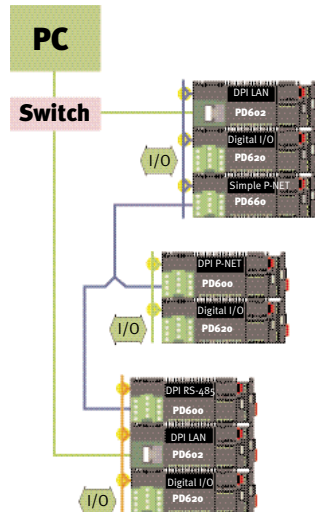 PC
Switch
DPI LAN
PD602
Digital I/O
I/O
PD620
Simple P-NET
PD660
DPI P-NET
PD600
Digital I/O
I/O
PD620
DPI RS-485
PD600
DPI LAN
PD602
Digital I/O
I/O
PD620